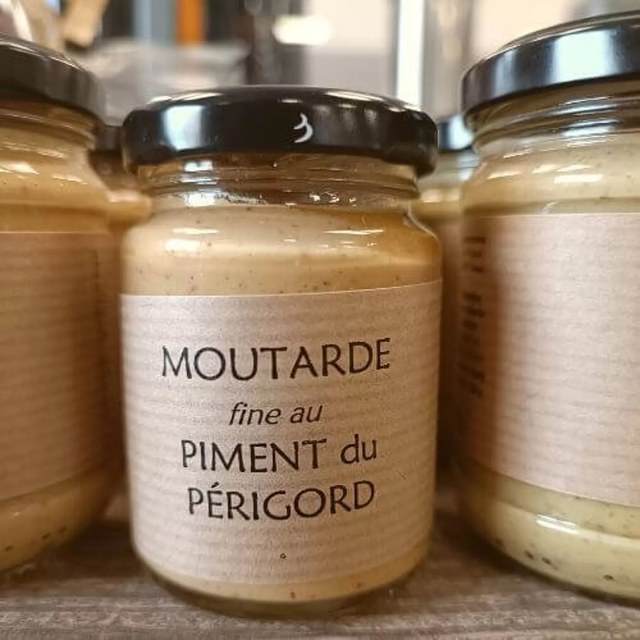 MOUTARDE
fine au
PIMENT du
PÉRIGORD